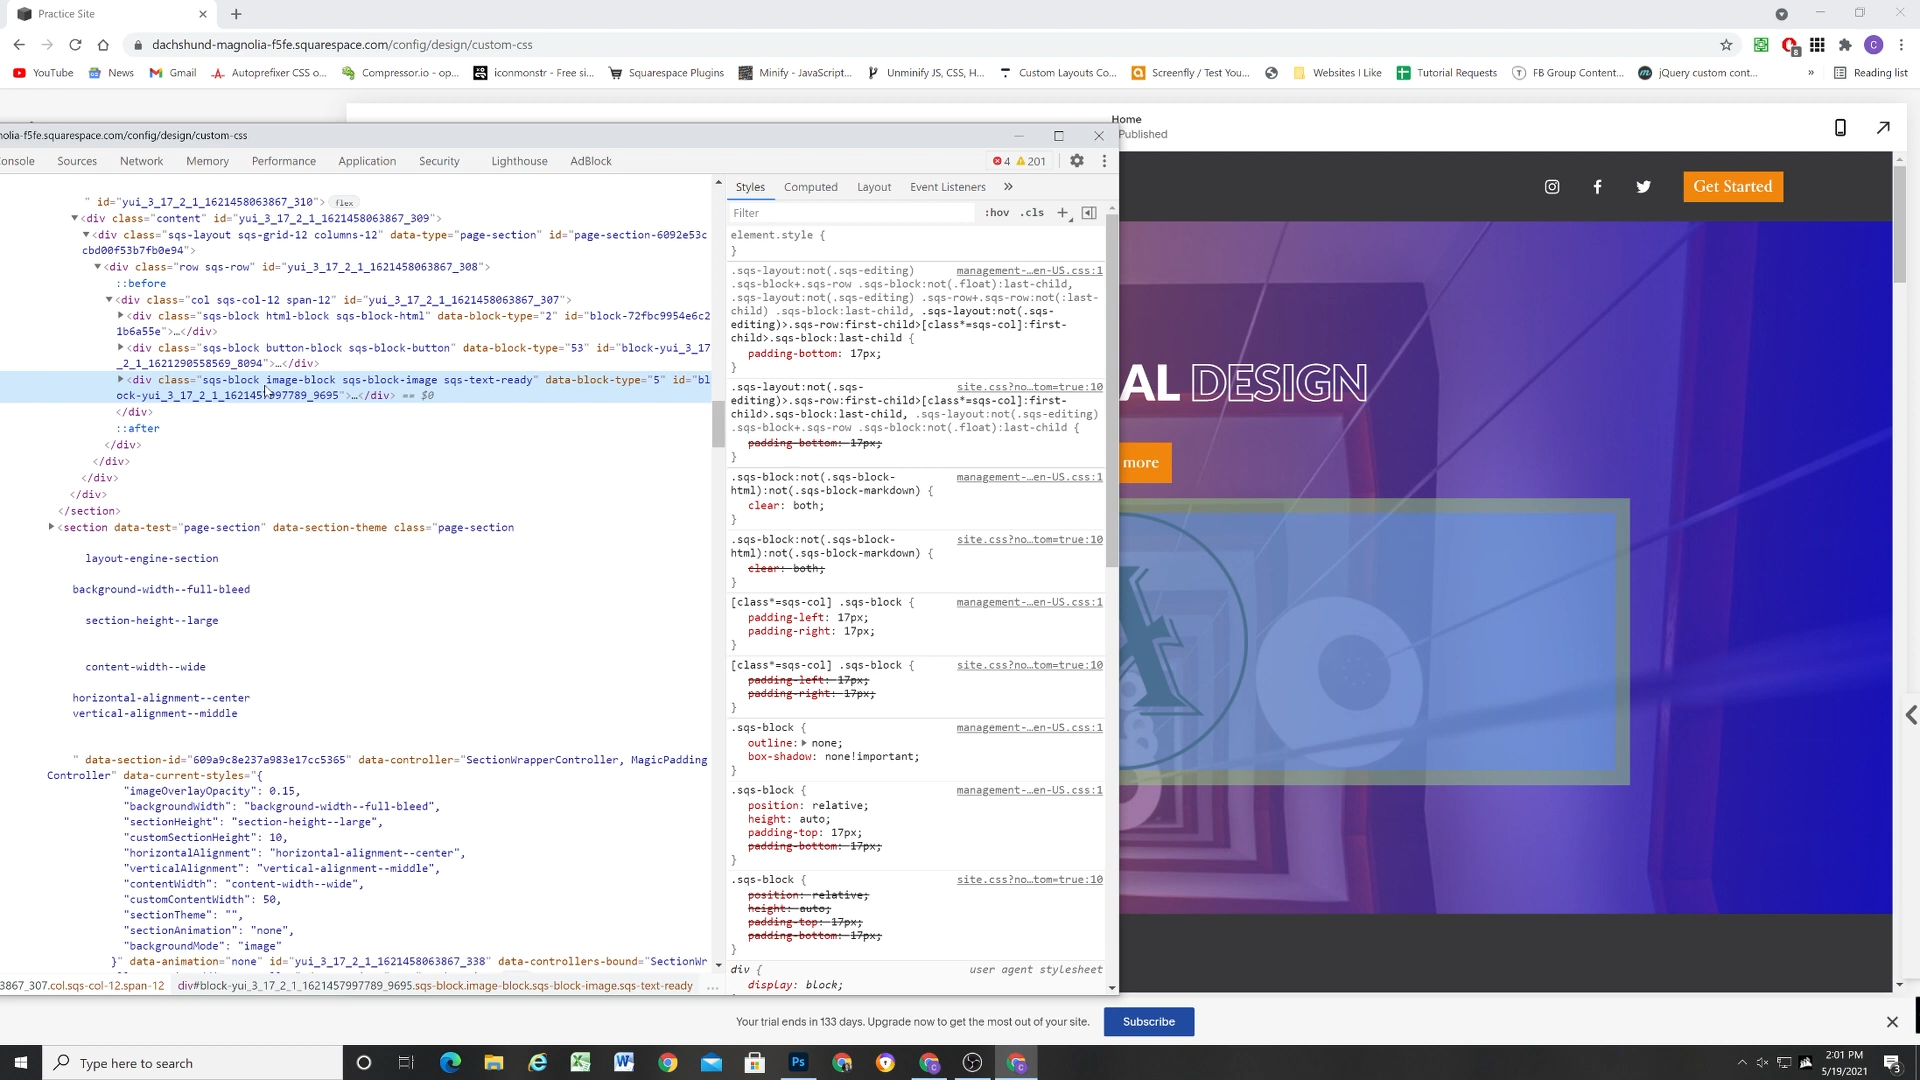 Practice Site
dachshund-magnolia-f5fe.squarespace.com/config/design/custom-css
8
C
YouTube News Gmail Autoprefixer CSS o... Compressor.io - op... iconmonstr - Free si... Squarespace Plugins Minify - JavaScript... Unminify JS, CSS, H... Custom Layouts Co... Screenfly / Test You... Websites I Like Tutorial Requests FB Group Content... jQuery custom cont... » Reading list
Home
Published
nolia-f5fe.squarespace.com/config/design/custom-css
onsole Sources Network Memory Performance Application Security Lighthouse AdBlock 4 201
Get Started
AL DESIGN
more
" id="yui_3_17_2_1_1621458063867_310"> flex
<div class="content" id="yui_3_17_2_1_1621458063867_309">
<div class="sqs-layout sqs-grid-12 columns-12" data-type="page-section" id="page-section-6092e53c
cbd00f53b7fb0e94">
<div class="row sqs-row" id="yui_3_17_2_1_1621458063867_308">
::before
<div class="col sqs-col-12 span-12" id="yui_3_17_2_1_1621458063867_307">
<div class="sqs-block html-block sqs-block-html" data-block-type="2" id="block-72fbc9954e6c2
1b6a55e">…</div>
<div class="sqs-block button-block sqs-block-button" data-block-type="53" id="block-yui_3_17
_2_1_1621290558569_8094">…</div>
<div class="sqs-block image-block sqs-block-image sqs-text-ready" data-block-type="5" id="bl
ock-yui_3_17_2_1_1621457997789_9695">…</div> == $0
</div>
::after
</div>
</div>
</div>
</div>
</section>
<section data-test="page-section" data-section-theme class="page-section
layout-engine-section
background-width--full-bleed
section-height--large
content-width--wide
horizontal-alignment--center
vertical-alignment--middle
" data-section-id="609a9c8e237a983e17cc5365" data-controller="SectionWrapperController, MagicPadding
Controller" data-current-styles="{
"imageOverlayOpacity": 0.15,
"backgroundWidth": "background-width--full-bleed",
"sectionHeight": "section-height--large",
"customSectionHeight": 10,
"horizontalAlignment": "horizontal-alignment--center",
"verticalAlignment": "vertical-alignment--middle",
"contentWidth": "content-width--wide",
"customContentWidth": 50,
"sectionTheme": "",
"sectionAnimation": "none",
"backgroundMode": "image"
}" data-animation="none" id="yui_3_17_2_1_1621458063867_338" data-controllers-bound="SectionWr
3867_307.col.sqs-col-12.span-12 div#block-yui_3_17_2_1_1621457997789_9695.sqs-block.image-block.sqs-block-image.sqs-text-ready ...
Styles Computed Layout Event Listeners »
Filter :hov .cls +
element.style {
}
.sqs-layout:not(.sqs-editing) management-…en-US.css:1
.sqs-block+.sqs-row .sqs-block:not(.float):last-child,
.sqs-layout:not(.sqs-editing) .sqs-row+.sqs-row:not(:last-
child) .sqs-block:last-child, .sqs-layout:not(.sqs-
editing)>.sqs-row:first-child>[class*=sqs-col]:first-
child>.sqs-block:last-child {
padding-bottom: 17px;
}
.sqs-layout:not(.sqs- site.css?no…tom=true:10
editing)>.sqs-row:first-child>[class*=sqs-col]:first-
child>.sqs-block:last-child, .sqs-layout:not(.sqs-editing)
.sqs-block+.sqs-row .sqs-block:not(.float):last-child {
padding-bottom: 17px;
}
.sqs-block:not(.sqs-block- management-…en-US.css:1
html):not(.sqs-block-markdown) {
clear: both;
}
.sqs-block:not(.sqs-block- site.css?no…tom=true:10
html):not(.sqs-block-markdown) {
clear: both;
}
[class*=sqs-col] .sqs-block { management-…en-US.css:1
padding-left: 17px;
padding-right: 17px;
}
[class*=sqs-col] .sqs-block { site.css?no…tom=true:10
padding-left: 17px;
padding-right: 17px;
}
.sqs-block { management-…en-US.css:1
outline: none;
box-shadow: none!important;
}
.sqs-block { management-…en-US.css:1
position: relative;
height: auto;
padding-top: 17px;
padding-bottom: 17px;
}
.sqs-block { site.css?no…tom=true:10
position: relative;
height: auto;
padding-top: 17px;
padding-bottom: 17px;
}
div { user agent stylesheet
display: block;
Your trial ends in 133 days. Upgrade now to get the most out of your site. Subscribe
Type here to search
2:01 PM
5/19/2021
3